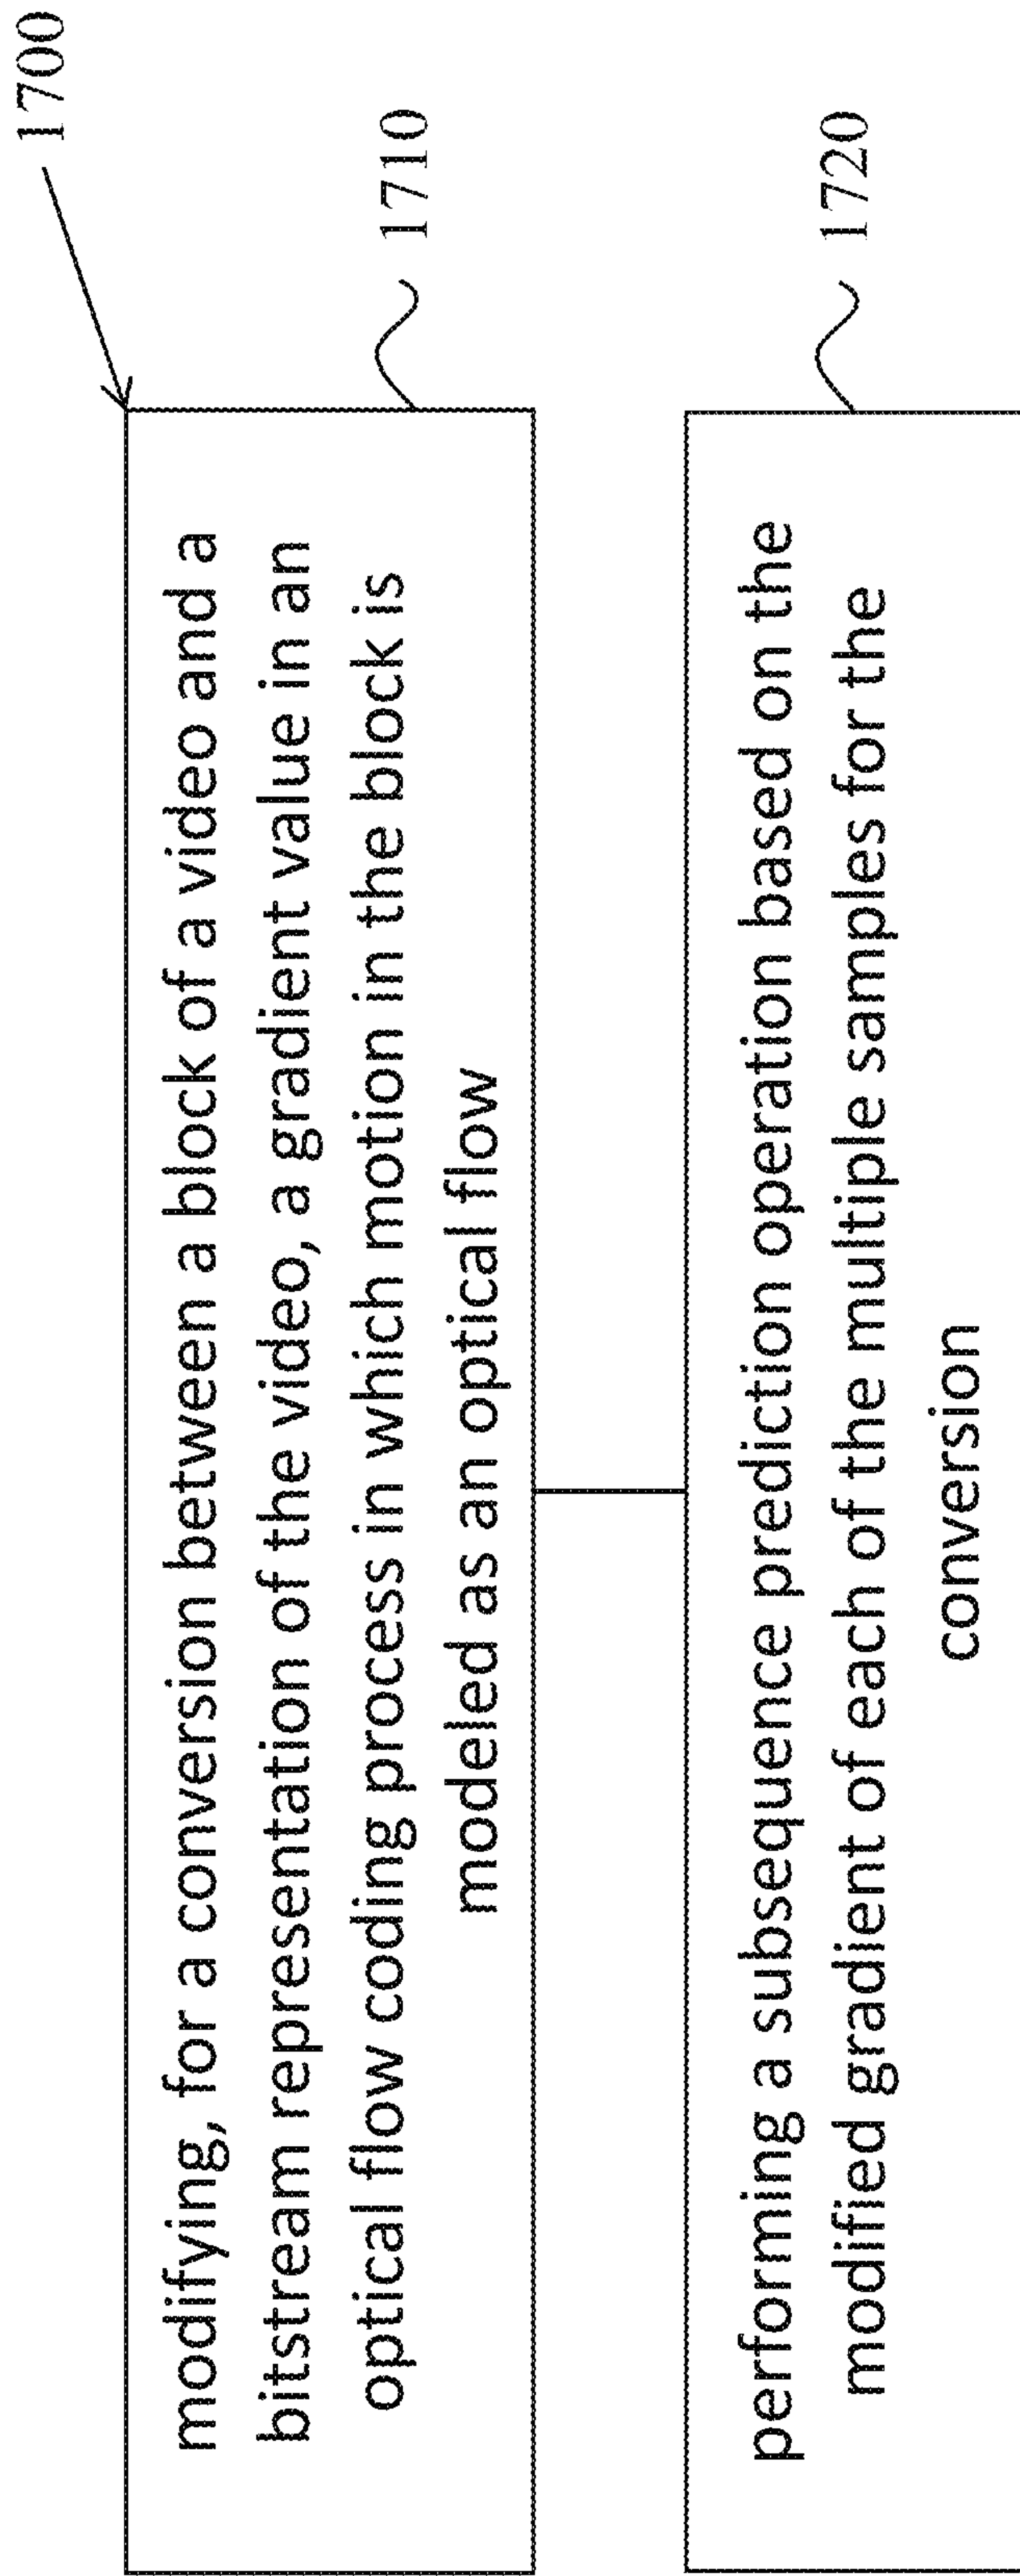 1700
modifying, for a conversion between a block of a video and a
bitstream representation of the video, a gradient value in an
optical flow coding process in which motion in the block is
modeled as an optical flow
1710
performing a subsequence prediction operation based on the
modified gradient of each of the multiple samples for the
conversion
1720